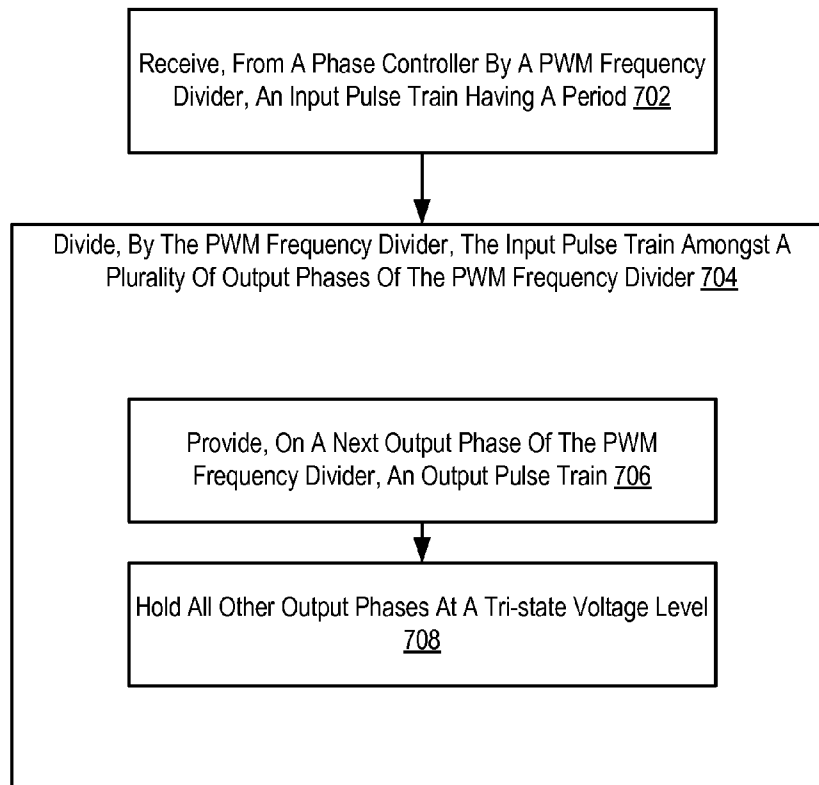 Receive, From A Phase Controller By A PWM Frequency
Divider, An Input Pulse Train Having A Period 702
Divide, By The PWM Frequency Divider, The Input Pulse Train Amongst A
Plurality Of Output Phases Of The PWM Frequency Divider 704
Provide, On A Next Output Phase Of The PWM
Frequency Divider, An Output Pulse Train 706
Hold All Other Output Phases At A Tri-state Voltage Level
708